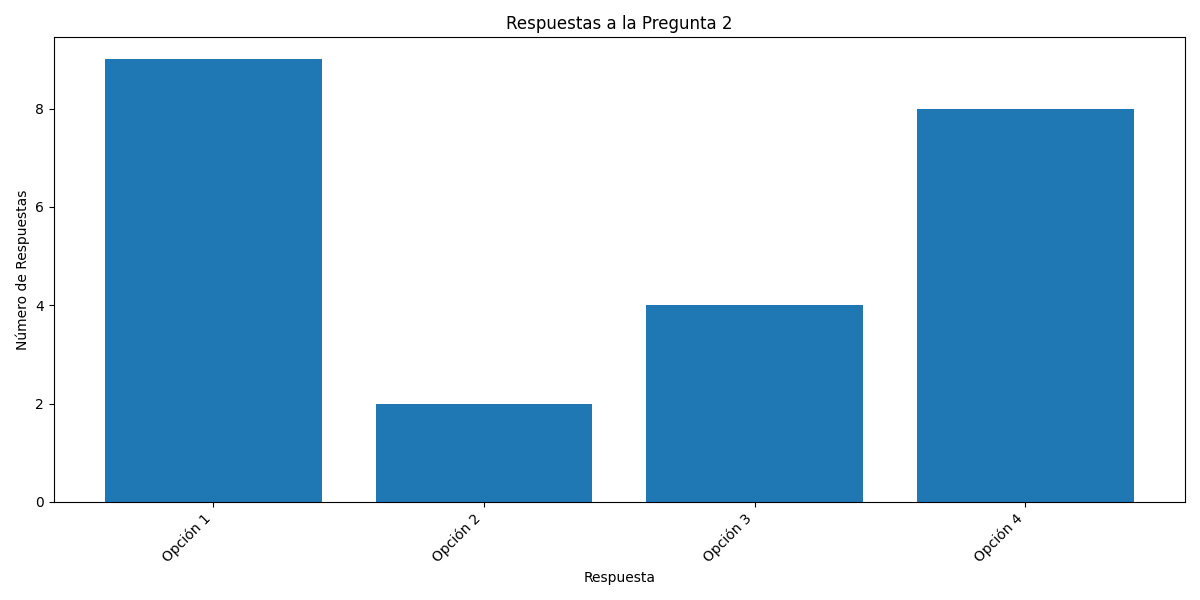 Respuestas a la Pregunta 2
Número de Respuestas
8
6
4
2
0
Opción 1
Opción 2
Opción 3
Opción 4
Respuesta